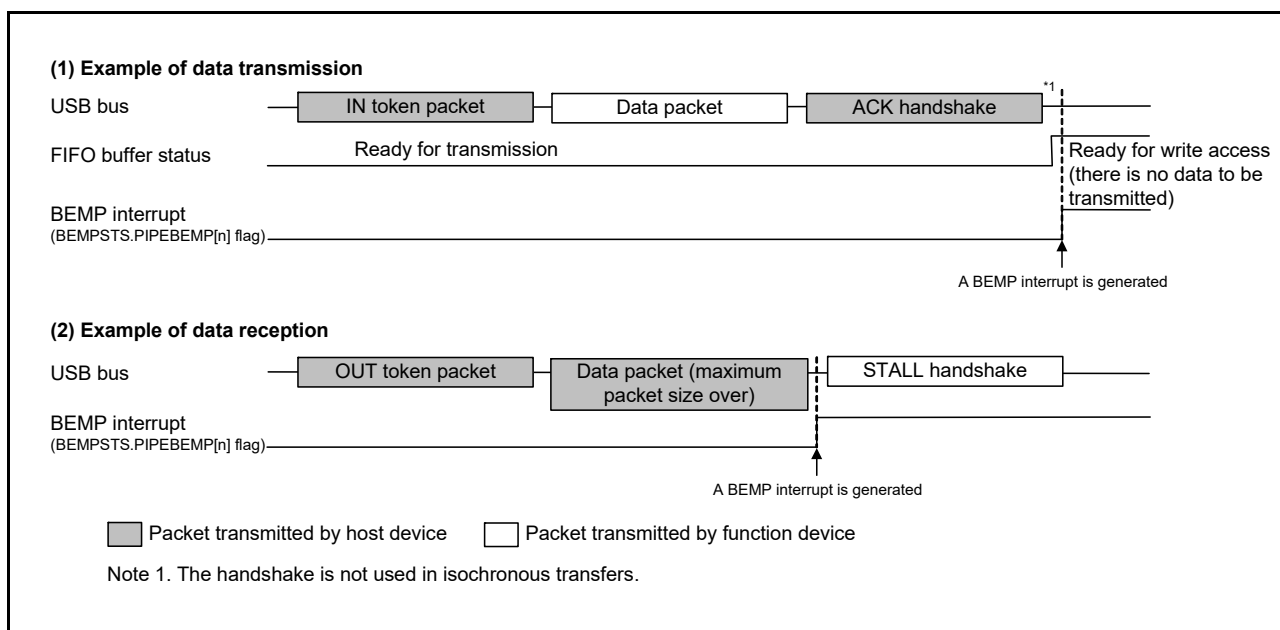 (1) Example of data transmission
USB bus
IN token packet
Data packet
ACK handshake
*1
FIFO buffer status
Ready for transmission
Ready for write access
(there is no data to be
transmitted)
BEMP interrupt
(BEMPSTS.PIPEBEMP[n] flag)
A BEMP interrupt is generated
(2) Example of data reception
USB bus
OUT token packet
Data packet (maximum
packet size over)
STALL handshake
BEMP interrupt
(BEMPSTS.PIPEBEMP[n] flag)
A BEMP interrupt is generated
Packet transmitted by host device
Packet transmitted by function device
Note 1. The handshake is not used in isochronous transfers.